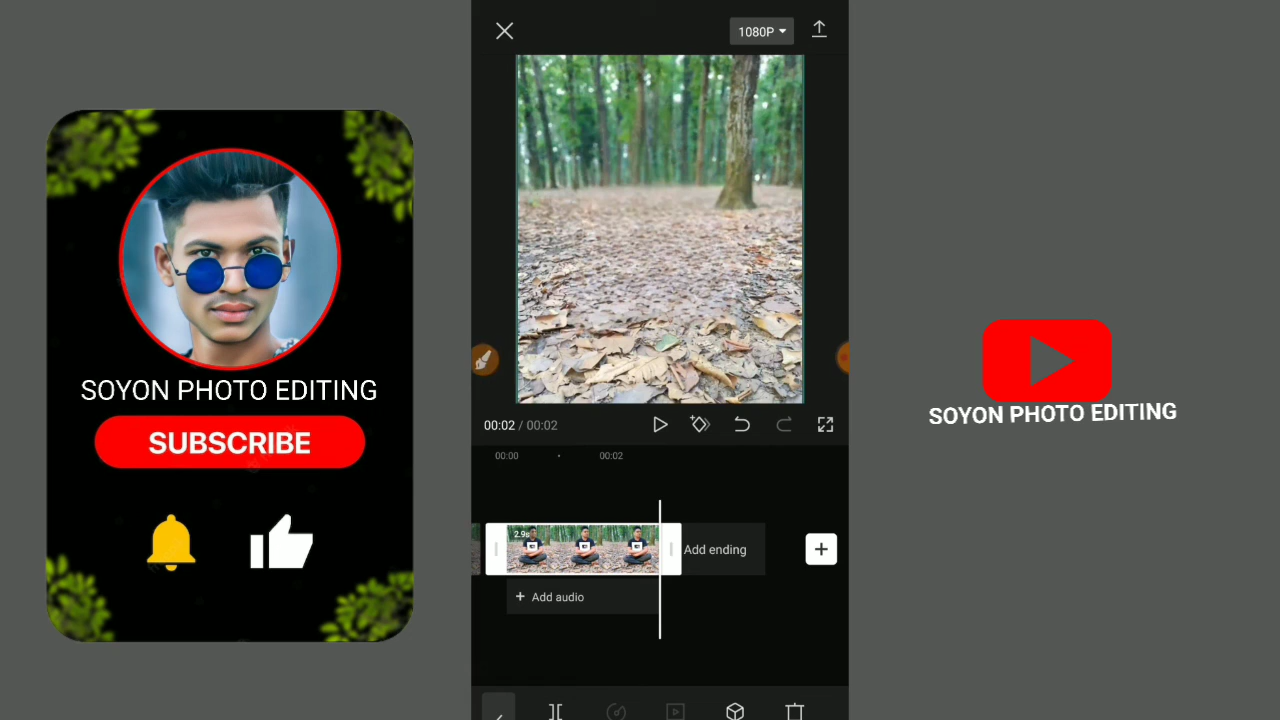 SOYON PHOTO EDITING
SUBSCRIBE
1080P
00:02 / 00:02
00:00
00:02
2.9s
Add ending
+ Add audio
SOYON PHOTO EDITING